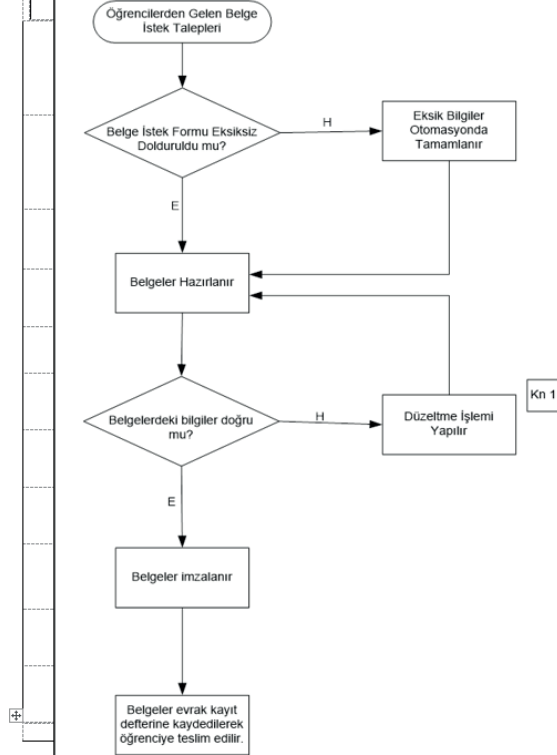 Öğrencilerden Gelen Belge
İstek Talepleri
Belge İstek Formu Eksiksiz
Dolduruldu mu?
H
Eksik Bilgiler
Otomasyonda
Tamamlanır
E
Belgeler Hazırlanır
Belgelerdeki bilgiler doğru
mu?
H
Düzeltme İşlemi
Yapılır
Kn 1
E
Belgeler imzalanır
Belgeler evrak kayıt
defterine kaydedilerek
öğrenciye teslim edilir.